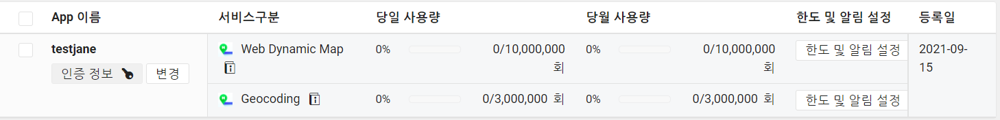 App 이름 서비스구분 당일 사용량 당월 사용량 한도 및 알림 설정 등록일
testjane Web Dynamic Map 0% 0/10,000,000 회 0% 0/10,000,000 회 한도 및 알림 설정 2021-09-15
인증 정보 변경
Geocoding 0% 0/3,000,000 회 0% 0/3,000,000 회 한도 및 알림 설정